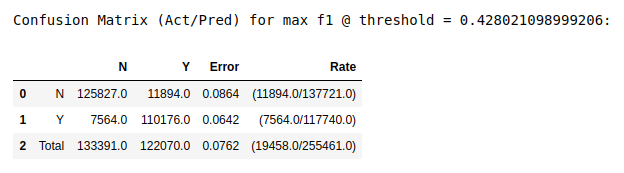 Confusion Matrix (Act/Pred) for max f1 @ threshold = 0.428021098999206:
N Y Error Rate
0 N 125827.0 11894.0 0.0864 (11894.0/137721.0)
1 Y 7564.0 110176.0 0.0642 (7564.0/117740.0)
2 Total 133391.0 122070.0 0.0762 (19458.0/255461.0)